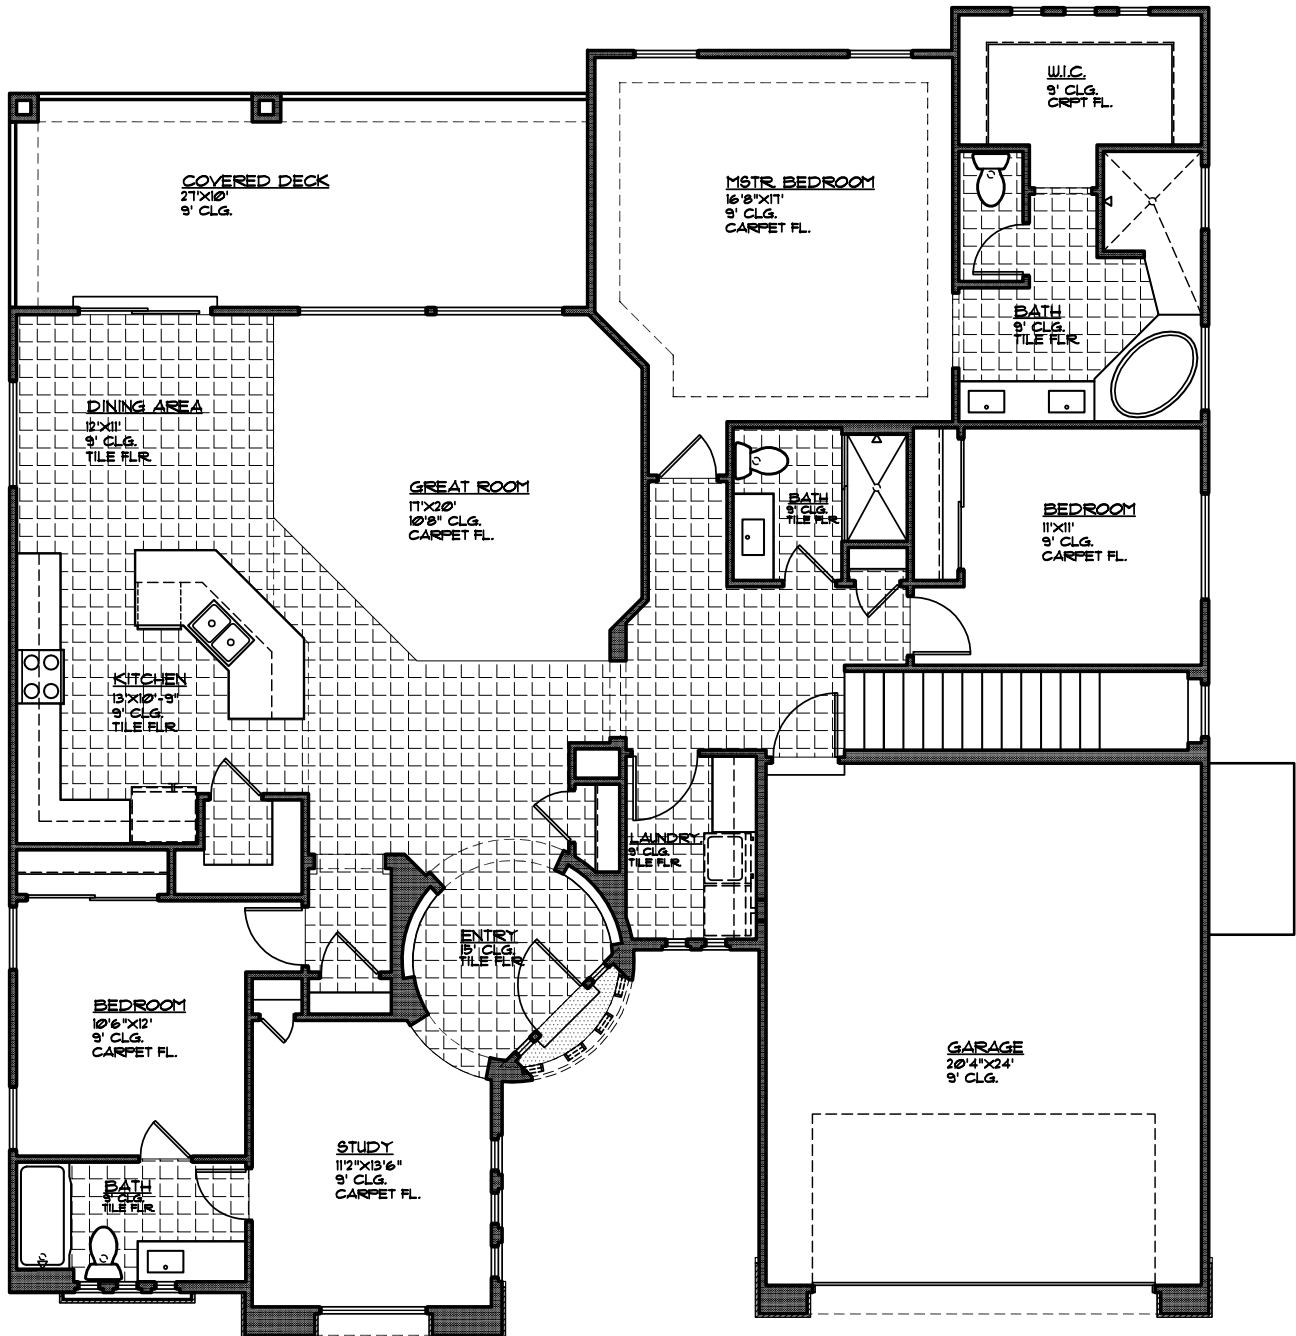 W.I.C.
9' CLG.
CRPT FL.
COVERED DECK
27'X10'
9' CLG.
MSTR. BEDROOM
16'8"X17'
9' CLG.
CARPET FL.
BATH
9' CLG.
TILE FLR.
DINING AREA
12'X11'
9' CLG.
TILE FLR.
GREAT ROOM
17'X20'
10'8" CLG.
CARPET FL.
BATH
9' CLG.
TILE FLR.
BEDROOM
11'X11'
9' CLG.
CARPET FL.
KITCHEN
13'X10'-9"
9' CLG.
TILE FLR.
LAUNDRY
9' CLG.
TILE FLR.
ENTRY
15' CLG.
TILE FLR.
BEDROOM
10'6"X12'
9' CLG.
CARPET FL.
GARAGE
20'4"X24'
9' CLG.
STUDY
11'2"X13'6"
9' CLG.
CARPET FL.
BATH
9' CLG.
TILE FLR.